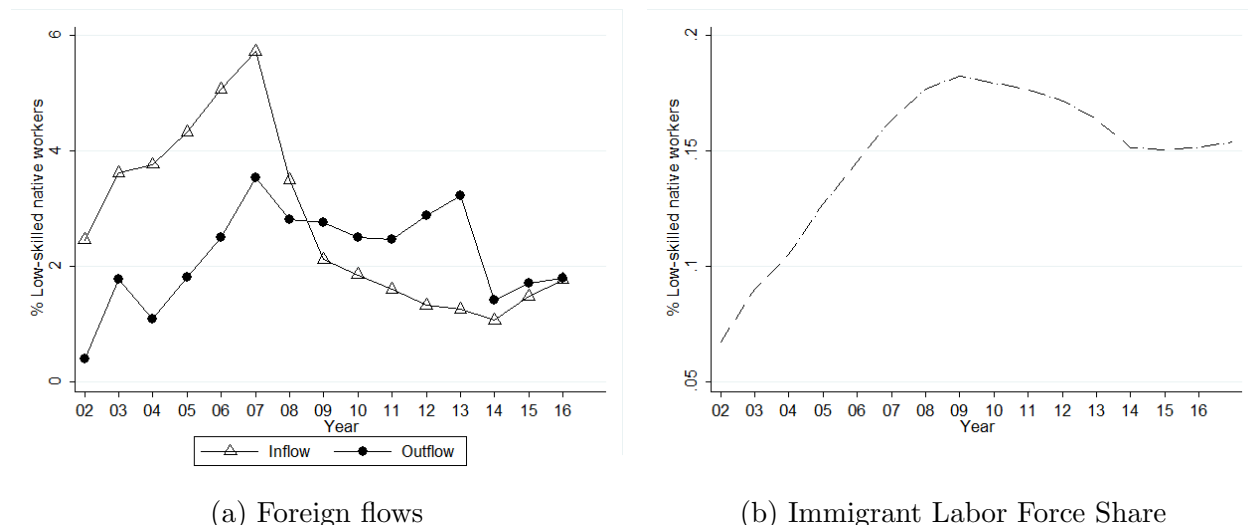 % Low-skilled native workers
6
4
2
0
02 03 04 05 06 07 08 09 10 11 12 13 14 15 16
Year
Inflow Outflow
(a) Foreign flows
% Low-skilled native workers
.2
.15
.1
.05
02 03 04 05 06 07 08 09 10 11 12 13 14 15 16
Year
(b) Immigrant Labor Force Share